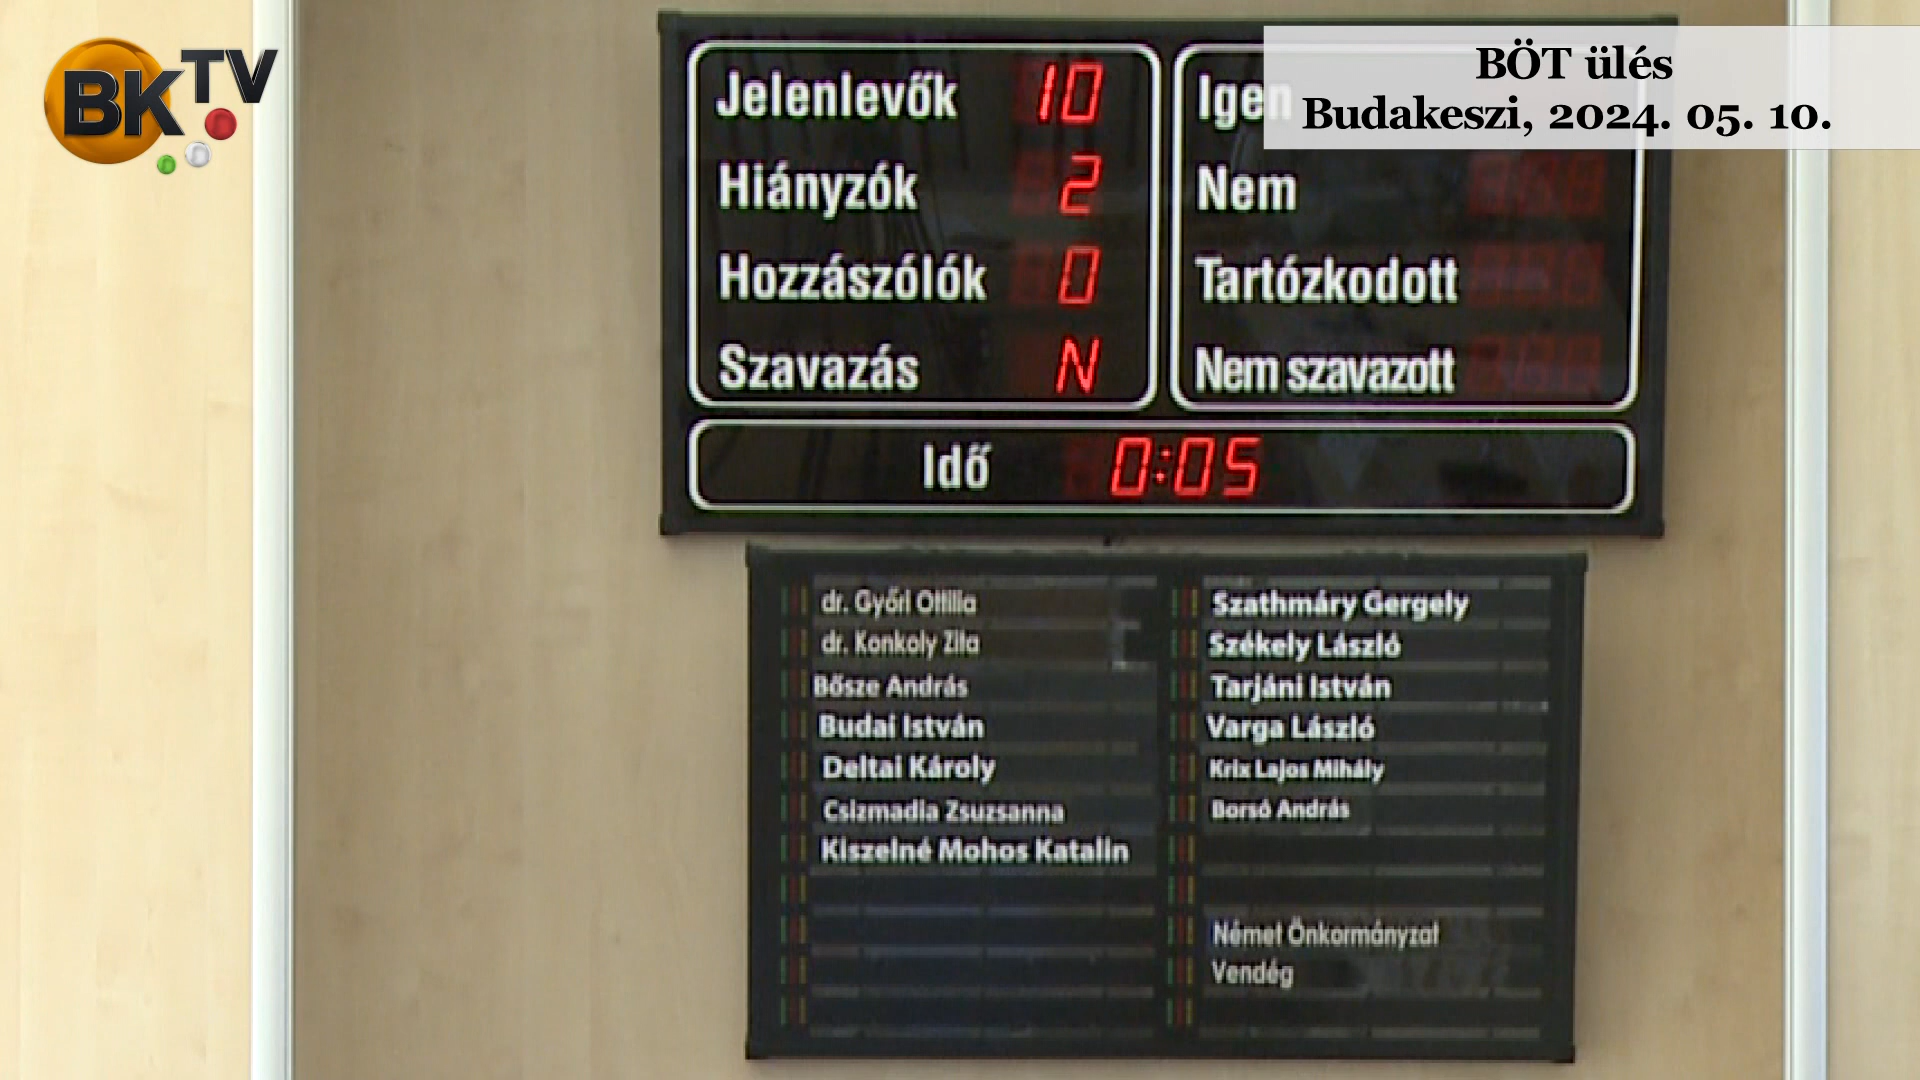 BKTV
BÖT ülés
Budakeszi, 2024. 05. 10.
Jelenlevők 10
Hiányzók 2
Hozzászólók 0
Szavazás N
Igen
Nem
Tartózkodott
Nem szavazott
Idő 0:05
dr. Győri Ottilia
dr. Konkoly Zita
Bősze András
Budai István
Deltai Károly
Csizmadia Zsuzsanna
Kiszelné Mohos Katalin
Szathmáry Gergely
Székely László
Tarjáni István
Varga László
Krix Lajos Mihály
Borsó András
Német Önkormányzat
Vendég